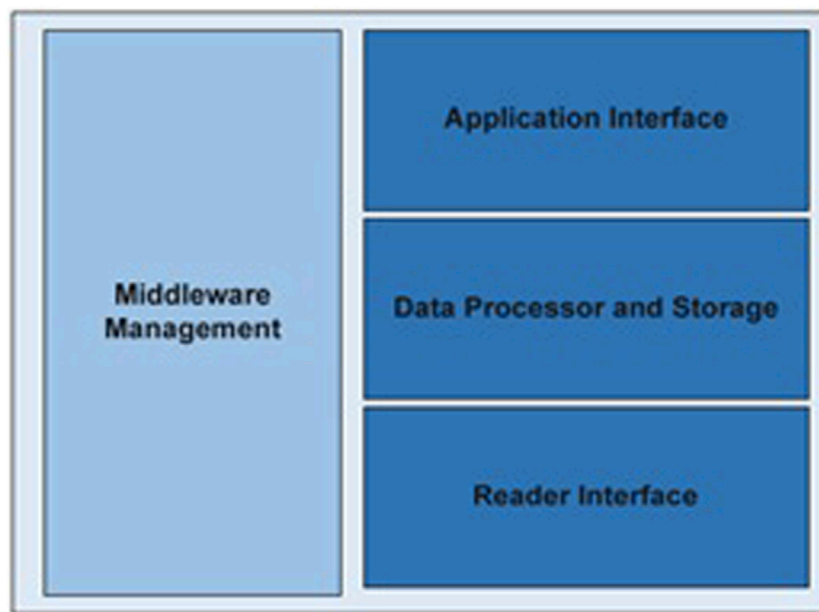 Middleware
Management
Application Interface
Data Processor and Storage
Reader Interface